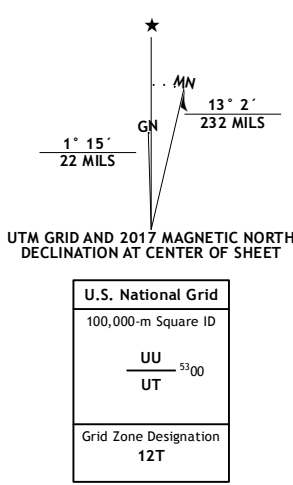 ★
MN
GN
13° 2´
232 MILS
1° 15´
22 MILS
UTM GRID AND 2017 MAGNETIC NORTH
DECLINATION AT CENTER OF SHEET
U.S. National Grid
100,000-m Square ID
UU
5300
UT
Grid Zone Designation
12T